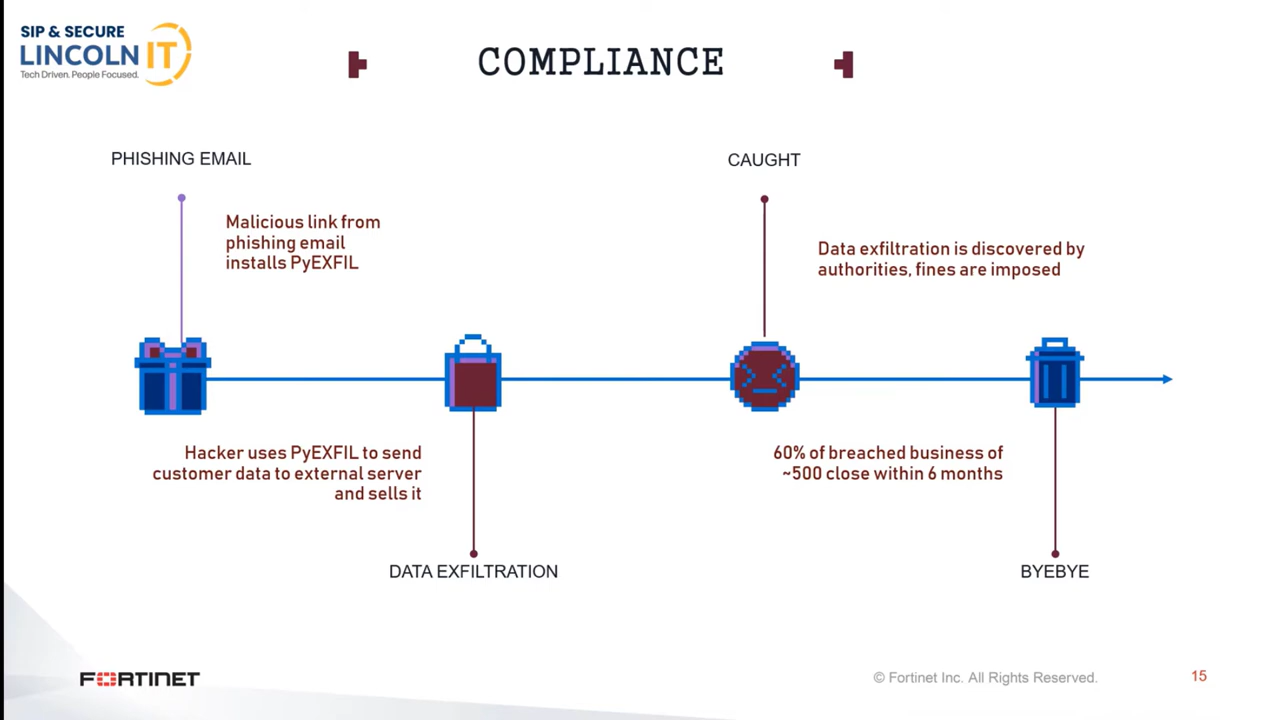 SIP & SECURE
LINCOLN IT
Tech Driven. People Focused.
COMPLIANCE
PHISHING EMAIL
Malicious link from
phishing email
installs PyEXFIL
CAUGHT
Data exfiltration is discovered by
authorities, fines are imposed
Hacker uses PyEXFIL to send
customer data to external server
and sells it
DATA EXFILTRATION
60% of breached business of
~500 close within 6 months
BYEBYE
FORTINET
© Fortinet Inc. All Rights Reserved.
15